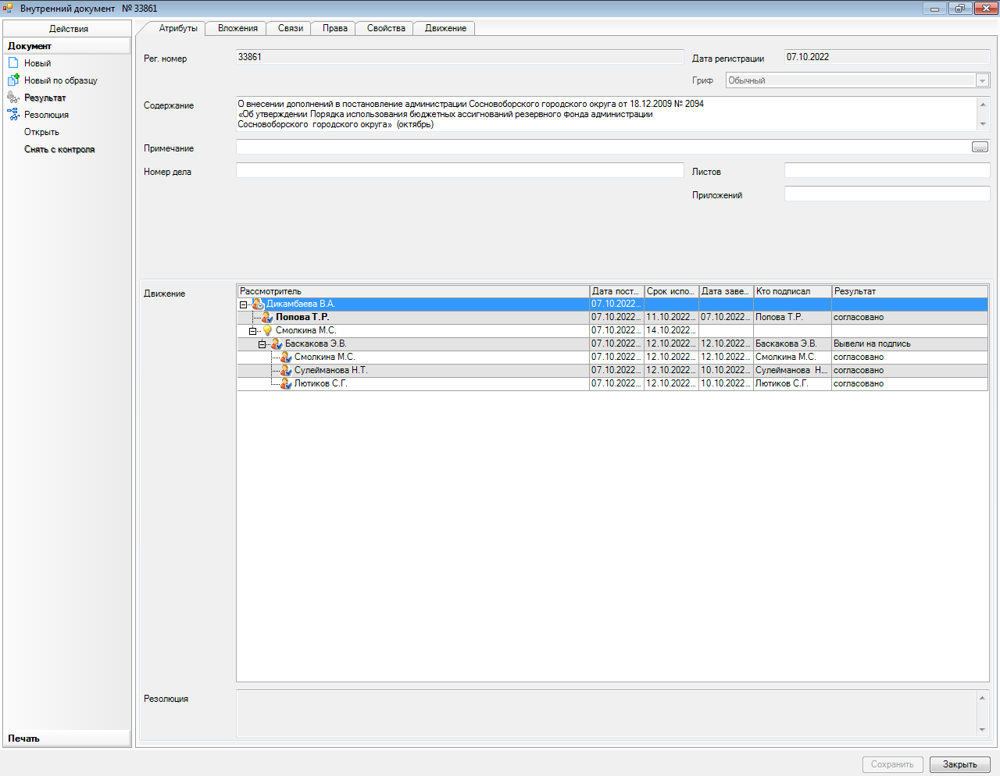 Внутренний документ № 33861
Действия
Документ
Новый
Новый по образцу
Результат
Резолюция
Открыть
Снять с контроля
Печать
Атрибуты Вложения Связи Права Свойства Движение
Рег. номер 33861 Дата регистрации 07.10.2022
Гриф Обычный
Содержание
О внесении дополнений в постановление администрации Сосновоборского городского округа от 18.12.2009 № 2094
«Об утверждении Порядка использования бюджетных ассигнований резервного фонда администрации
Сосновоборского городского округа» (октябрь)
Примечание ...
Номер дела Листов
Приложений
Движение
Рассмотритель Дата пост... Срок испо... Дата заве... Кто подписал Результат
Дикамбаева В.А. 07.10.2022...
Попова Т.Р. 07.10.2022... 11.10.2022... 07.10.2022... Попова Т.Р. согласовано
Смолкина М.С. 07.10.2022... 14.10.2022...
Баскакова Э.В. 07.10.2022... 12.10.2022... 12.10.2022... Баскакова Э.В. Вывели на подпись
Смолкина М.С. 07.10.2022... 12.10.2022... 12.10.2022... Смолкина М.С. согласовано
Сулейманова Н.Т. 07.10.2022... 12.10.2022... 10.10.2022... Сулейманова Н.... согласовано
Лютиков С.Г. 07.10.2022... 12.10.2022... 10.10.2022... Лютиков С.Г. согласовано
Резолюция
Сохранить Закрыть